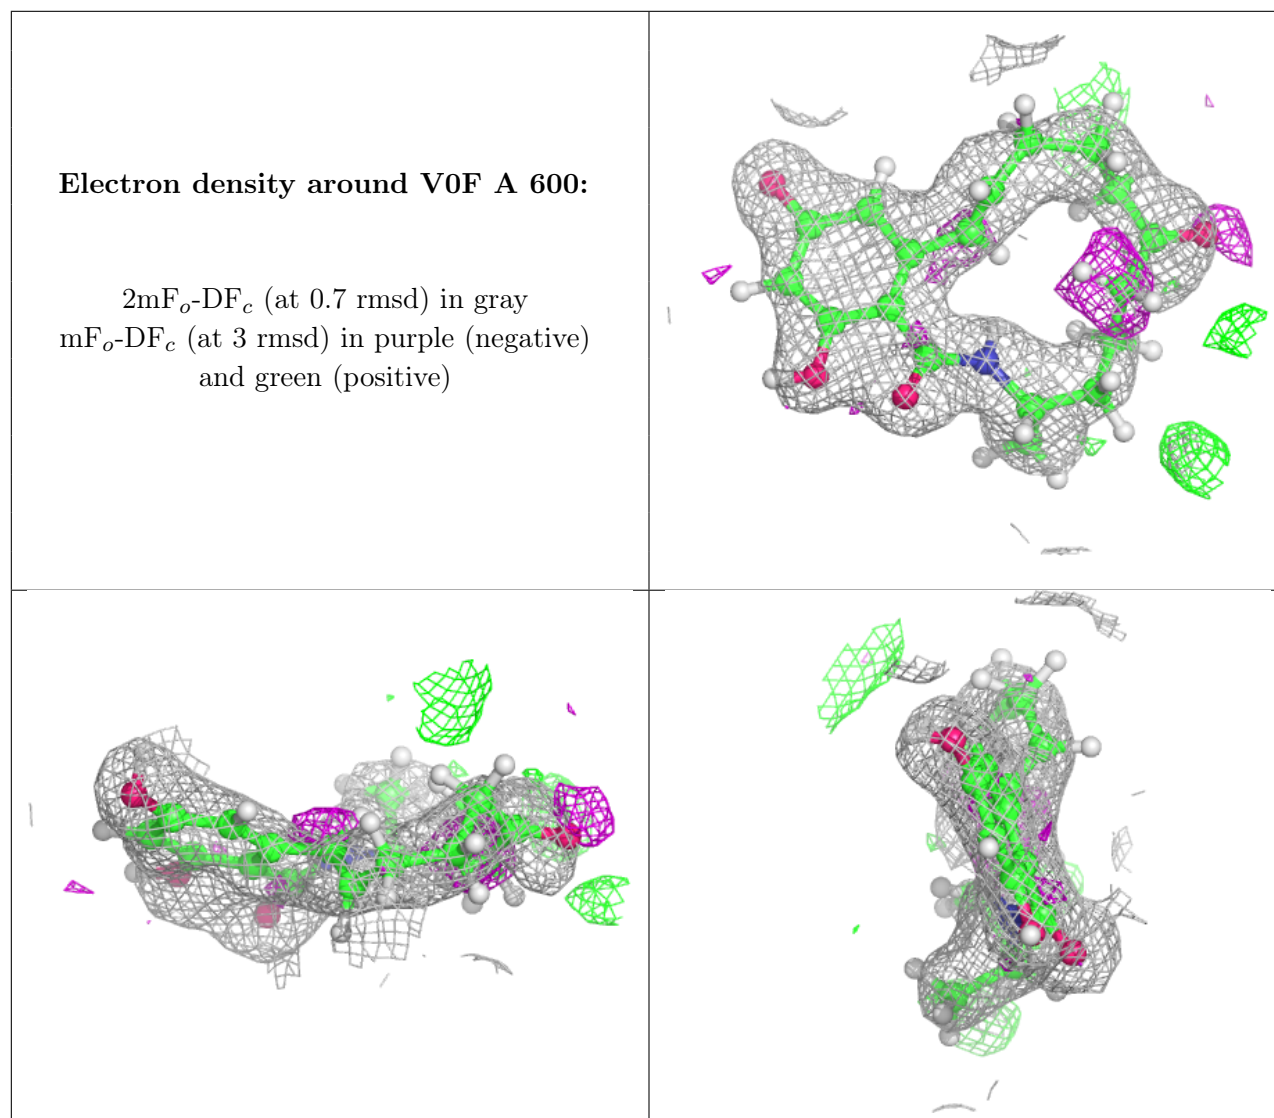 Electron density around V0F A 600:
2mFₒ-DF𝒸 (at 0.7 rmsd) in gray
mFₒ-DF𝒸 (at 3 rmsd) in purple (negative)
and green (positive)